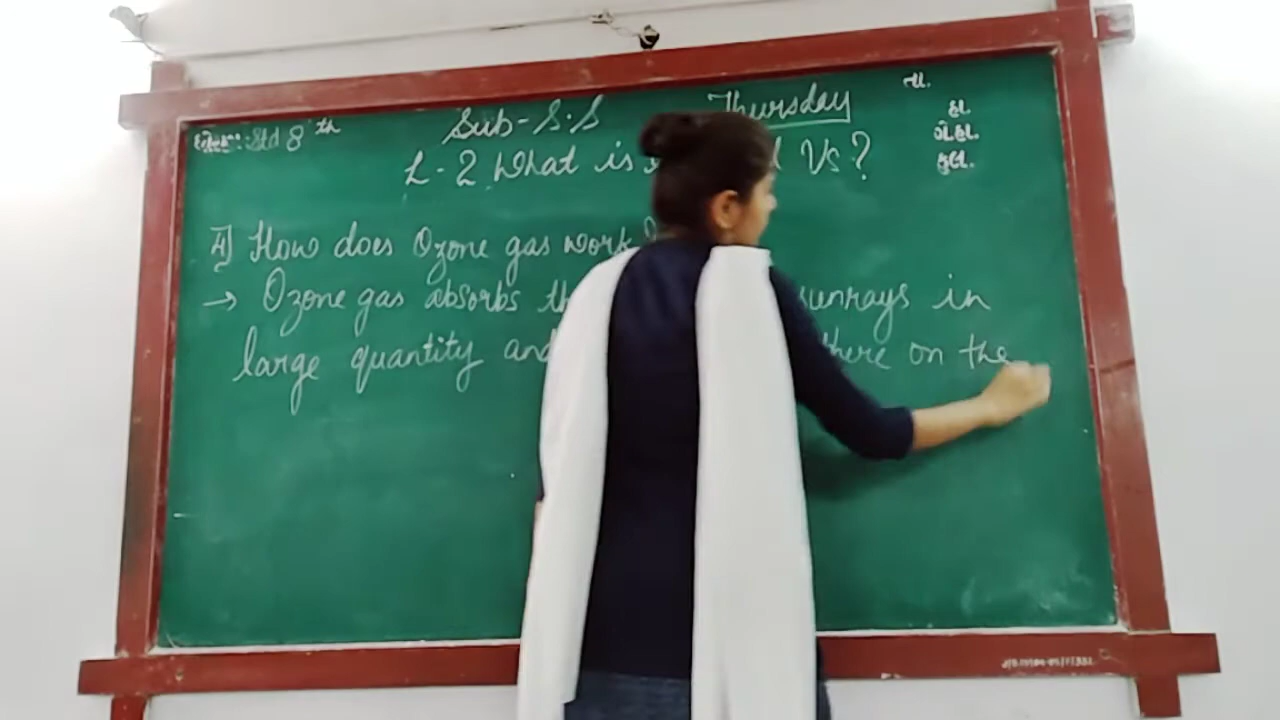 Std 8th
Sub-S.S
Thursday
તા.
હા.
ગે.હા.
કુલ.
L-2 What is Vs?
4] How does Ozone gas work?
→ Ozone gas absorbs sunrays in
large quantity and there on the